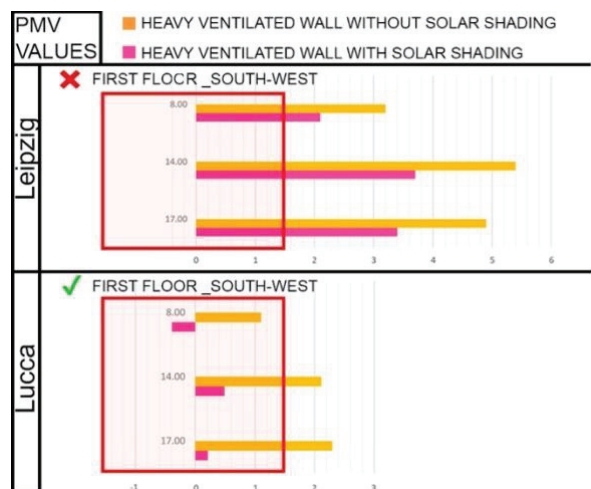 PMV
VALUES
HEAVY VENTILATED WALL WITHOUT SOLAR SHADING
HEAVY VENTILATED WALL WITH SOLAR SHADING
Leipzig
FIRST FLOCR _SOUTH-WEST
8.00
14.00
17.00
0 1 2 3 4 5 6
Lucca
FIRST FLOOR _SOUTH-WEST
8.00
14.00
17.00
-1 0 1 2 3